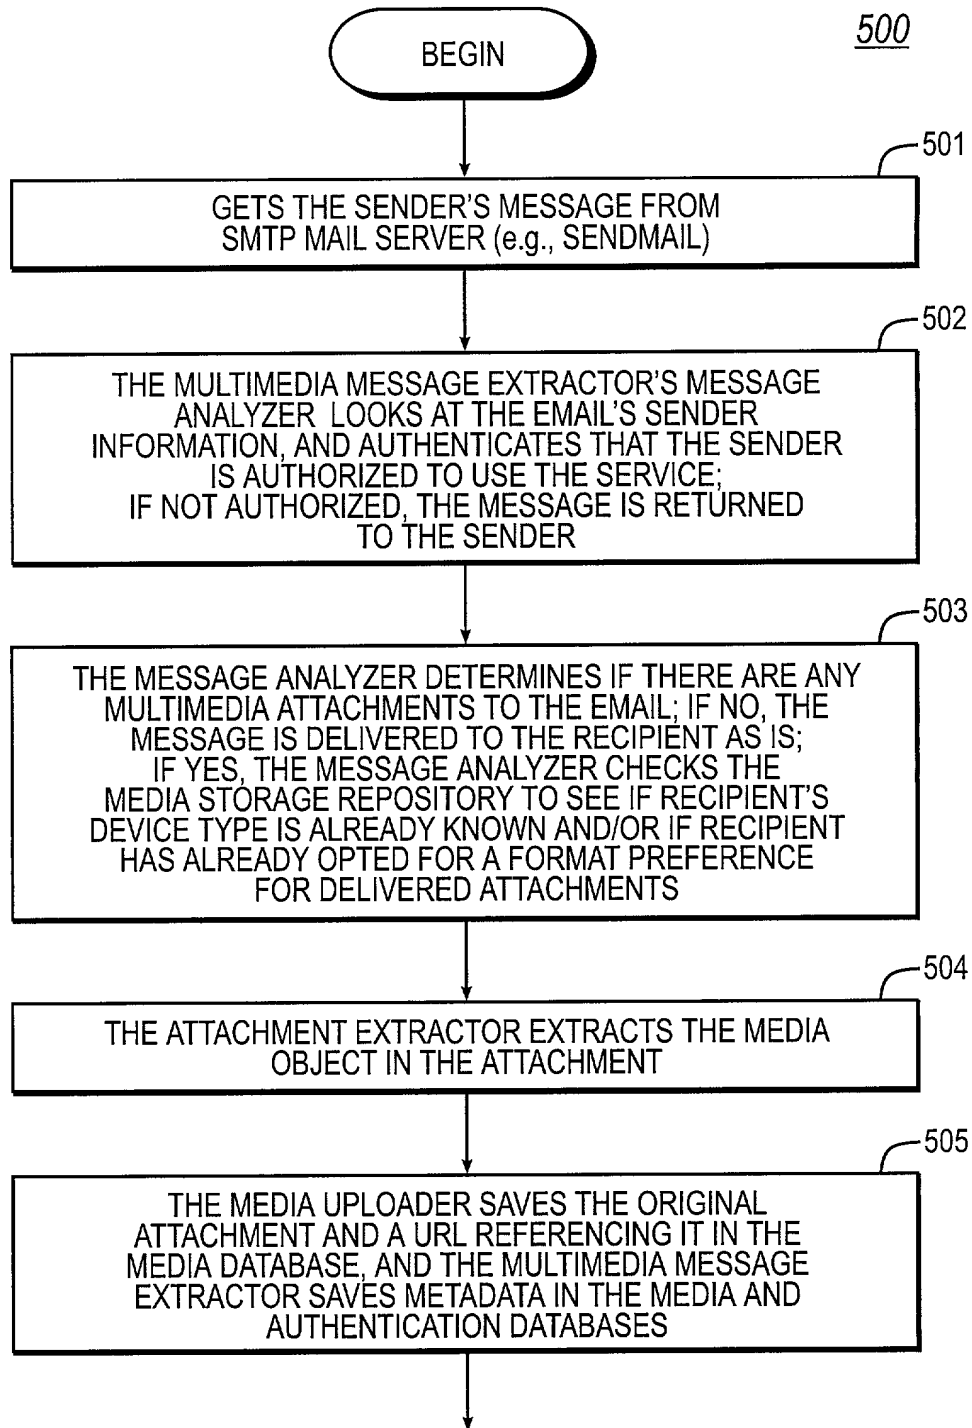 500
BEGIN
501
GETS THE SENDER'S MESSAGE FROM
SMTP MAIL SERVER (e.g., SENDMAIL)
502
THE MULTIMEDIA MESSAGE EXTRACTOR'S MESSAGE
ANALYZER LOOKS AT THE EMAIL'S SENDER
INFORMATION, AND AUTHENTICATES THAT THE SENDER
IS AUTHORIZED TO USE THE SERVICE;
IF NOT AUTHORIZED, THE MESSAGE IS RETURNED
TO THE SENDER
503
THE MESSAGE ANALYZER DETERMINES IF THERE ARE ANY
MULTIMEDIA ATTACHMENTS TO THE EMAIL; IF NO, THE
MESSAGE IS DELIVERED TO THE RECIPIENT AS IS;
IF YES, THE MESSAGE ANALYZER CHECKS THE
MEDIA STORAGE REPOSITORY TO SEE IF RECIPIENT'S
DEVICE TYPE IS ALREADY KNOWN AND/OR IF RECIPIENT
HAS ALREADY OPTED FOR A FORMAT PREFERENCE
FOR DELIVERED ATTACHMENTS
504
THE ATTACHMENT EXTRACTOR EXTRACTS THE MEDIA
OBJECT IN THE ATTACHMENT
505
THE MEDIA UPLOADER SAVES THE ORIGINAL
ATTACHMENT AND A URL REFERENCING IT IN THE
MEDIA DATABASE, AND THE MULTIMEDIA MESSAGE
EXTRACTOR SAVES METADATA IN THE MEDIA AND
AUTHENTICATION DATABASES